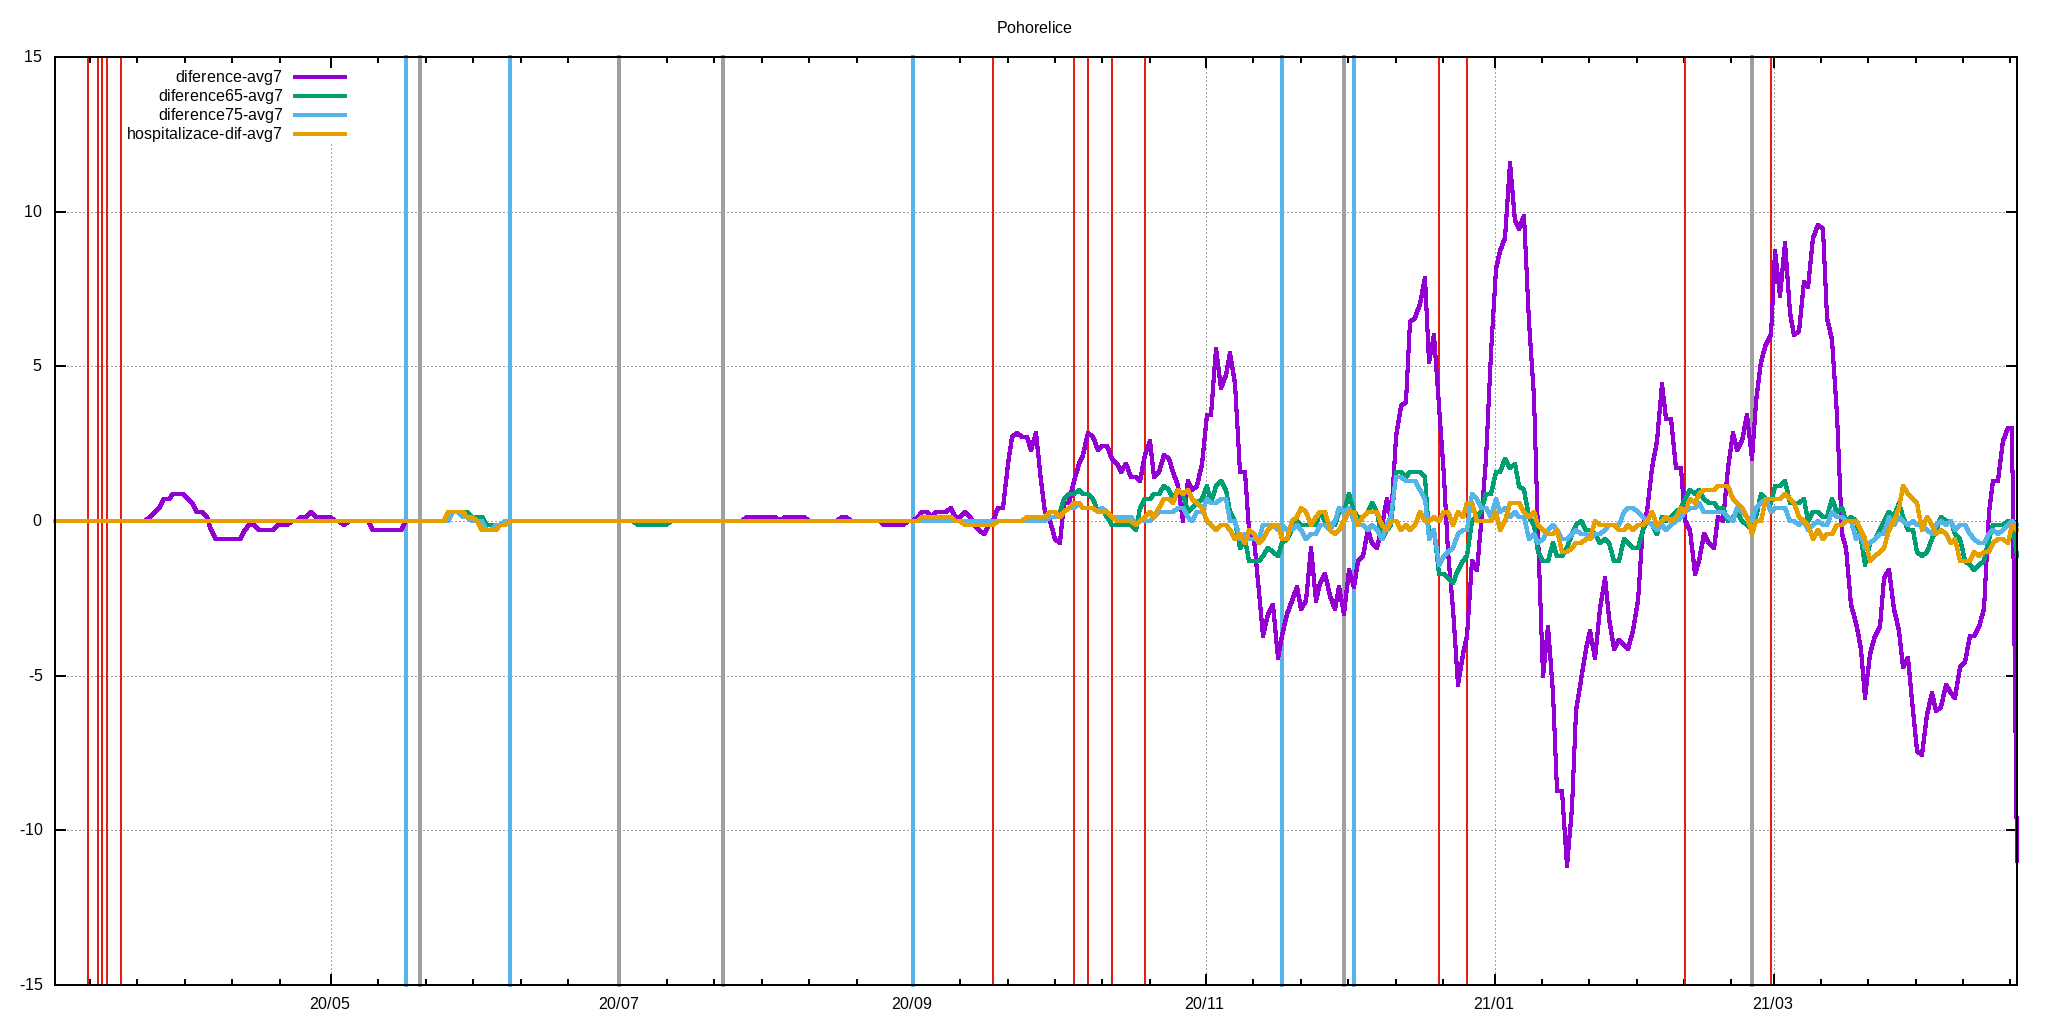 Pohorelice
15
10
5
0
-5
-10
-15
diference-avg7
diference65-avg7
diference75-avg7
hospitalizace-dif-avg7
20/05
20/07
20/09
20/11
21/01
21/03